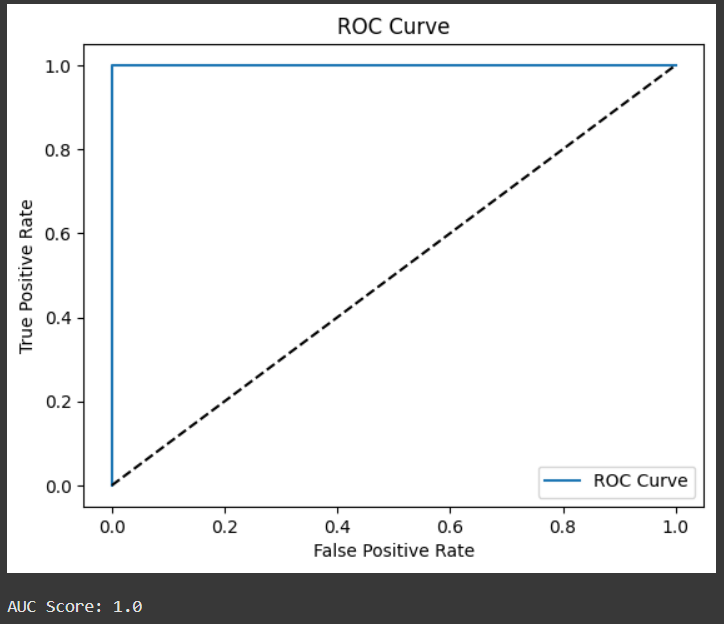 ROC Curve
1.0
0.8
0.6
0.4
0.2
0.0
True Positive Rate
ROC Curve
0.0 0.2 0.4 0.6 0.8 1.0
False Positive Rate
AUC Score: 1.0